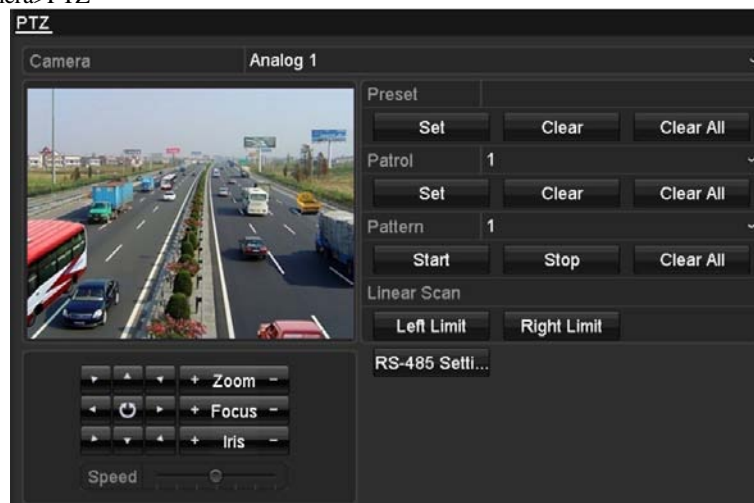 PTZ
Camera Analog 1
Preset
Set Clear Clear All
Patrol 1
Set Clear Clear All
Pattern 1
Start Stop Clear All
Linear Scan
Left Limit Right Limit
RS-485 Setti...
+ Zoom -
+ Focus -
+ Iris -
Speed